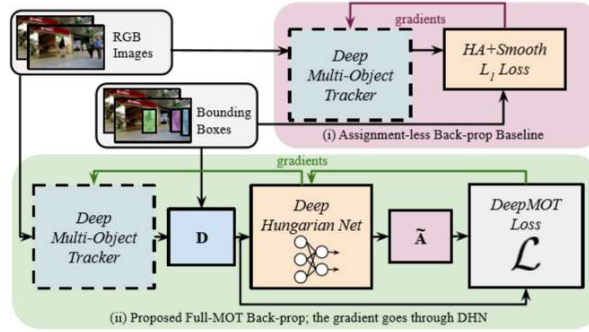 RGB
Images
gradients
Deep
Multi-Object
Tracker
HA+Smooth
L1 Loss
Bounding
Boxes
(i) Assignment-less Back-prop Baseline
gradients
Deep
Multi-Object
Tracker
D
Deep
Hungarian Net
Ã
DeepMOT
Loss
ℒ
(ii) Proposed Full-MOT Back-prop; the gradient goes through DHN